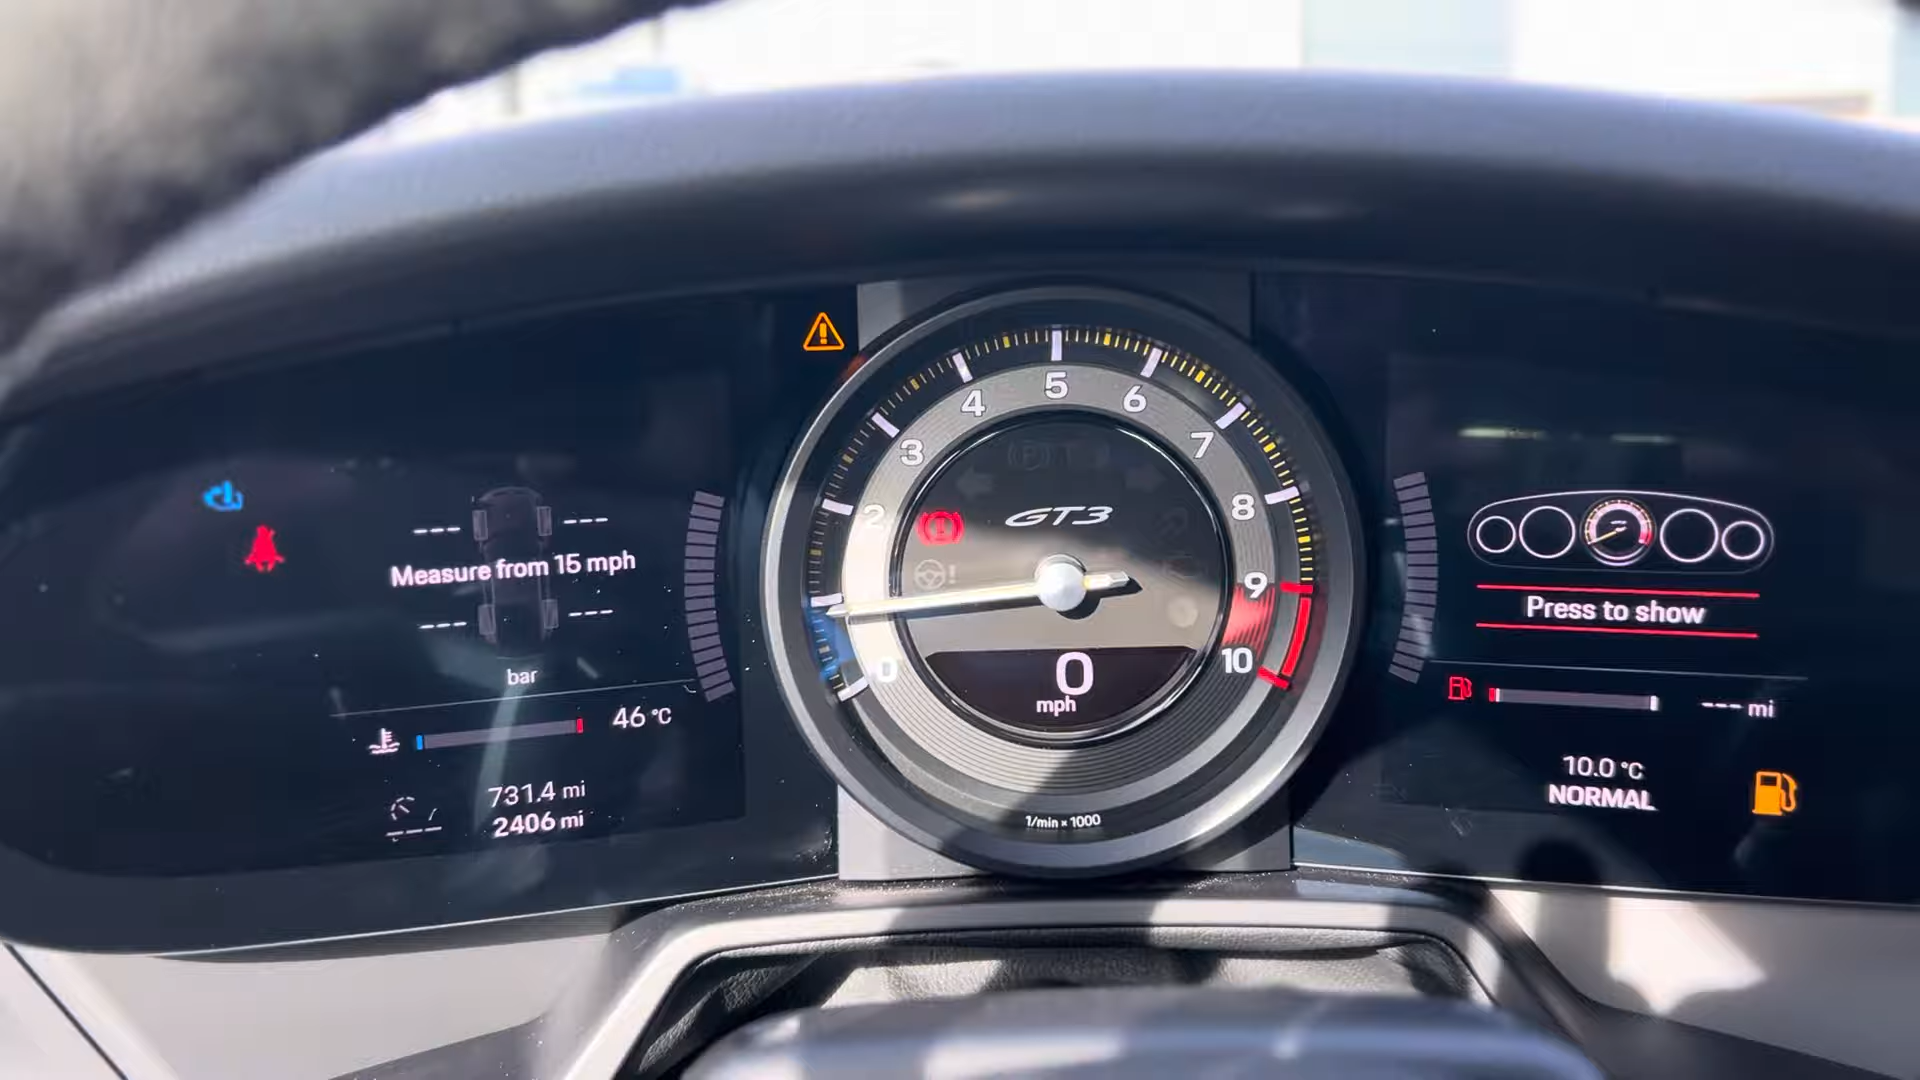 Measure from 15 mph
bar
46 °C
731.4 mi
2406 mi
0
2
3
4
5
6
7
8
9
10
GT3
0
mph
1/min × 1000
Press to show
--- mi
10.0 °C
NORMAL